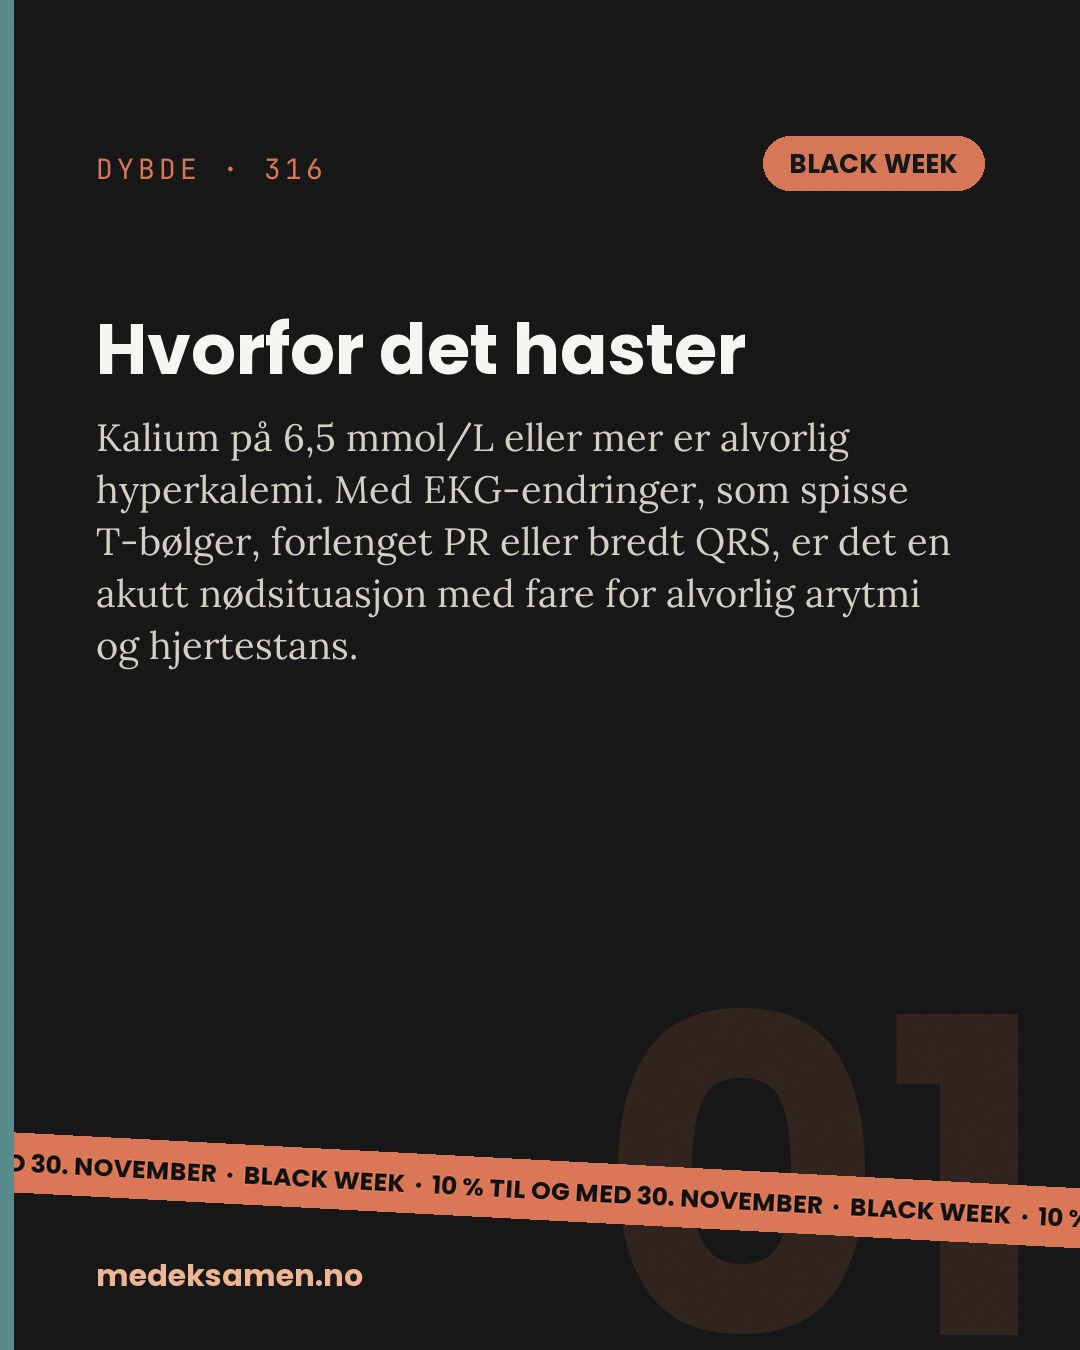 DYBDE · 316
BLACK WEEK
Hvorfor det haster
Kalium på 6,5 mmol/L eller mer er alvorlig
hyperkalemi. Med EKG-endringer, som spisse
T-bølger, forlenget PR eller bredt QRS, er det en
akutt nødsituasjon med fare for alvorlig arytmi
og hjertestans.
01
D 30. NOVEMBER · BLACK WEEK · 10 % TIL OG MED 30. NOVEMBER · BLACK WEEK · 10 %
medeksamen.no